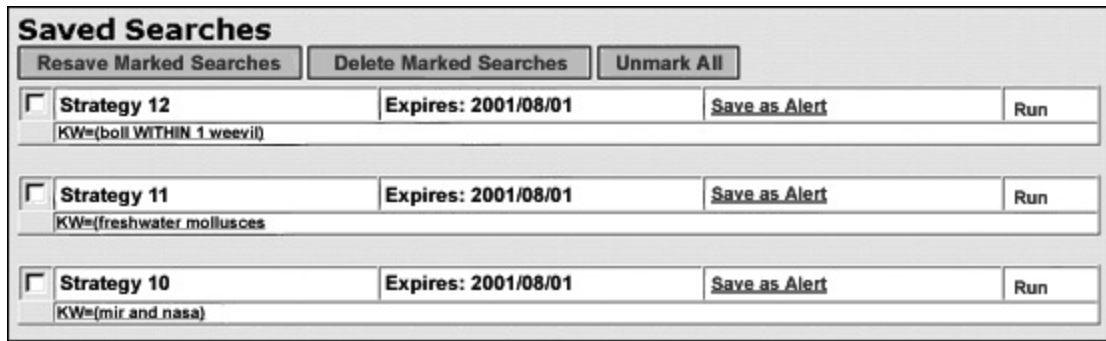 Saved Searches
Resave Marked Searches Delete Marked Searches Unmark All
Strategy 12 Expires: 2001/08/01 Save as Alert Run
KW=(boll WITHIN 1 weevil)
Strategy 11 Expires: 2001/08/01 Save as Alert Run
KW=(freshwater mollusces
Strategy 10 Expires: 2001/08/01 Save as Alert Run
KW=(mir and nasa)